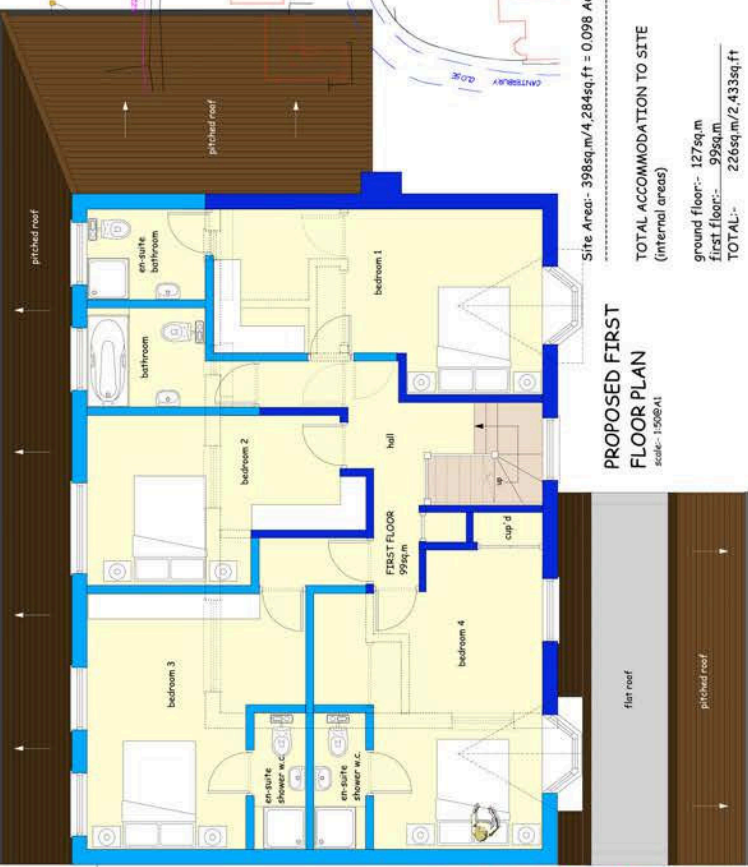 pitched roof
pitched roof
CANTERBURY CLOSE
en-suite
bathroom
bathroom
bedroom 1
bedroom 2
hall
up
FIRST FLOOR
99sq.m
cup'd
bedroom 3
bedroom 4
en-suite
shower w.c.
en-suite
shower w.c.
flat roof
pitched roof
PROPOSED FIRST
FLOOR PLAN
scale:- 1:50@A1
Site Area:- 398sq.m/4,284sq.ft = 0.098
TOTAL ACCOMMODATION TO SITE
(internal areas)
ground floor:- 127sq.m
first floor:- 99sq.m
TOTAL:- 226sq.m/2,433sq.ft